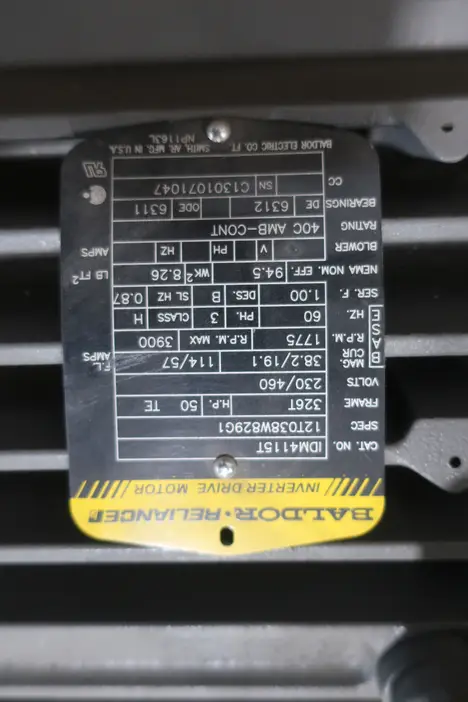 BALDOR · RELIANCE
INVERTER DRIVE MOTOR
CAT. NO. IDM4115T
SPEC 12T038W829G1
FRAME 326T H.P. 50 TE
VOLTS 230/460
MAG. CUR 38.2/19.1 114/57 F.L. AMPS
R.P.M. 1775 R.P.M. MAX 3900
BASE
HZ. 60 PH. 3 CLASS H
SER. F. 1.00 DES. B SL HZ 0.87
NEMA NOM. EFF. 94.5 WK² 8.26 LB FT²
BLOWER V PH HZ AMPS
RATING 40C AMB-CONT
BEARINGS DE 6312 ODE 6311
CC SN C1301071047
BALDOR ELECTRIC CO. FT. SMITH, AR. MFG. IN U.S.A.
NP1163L